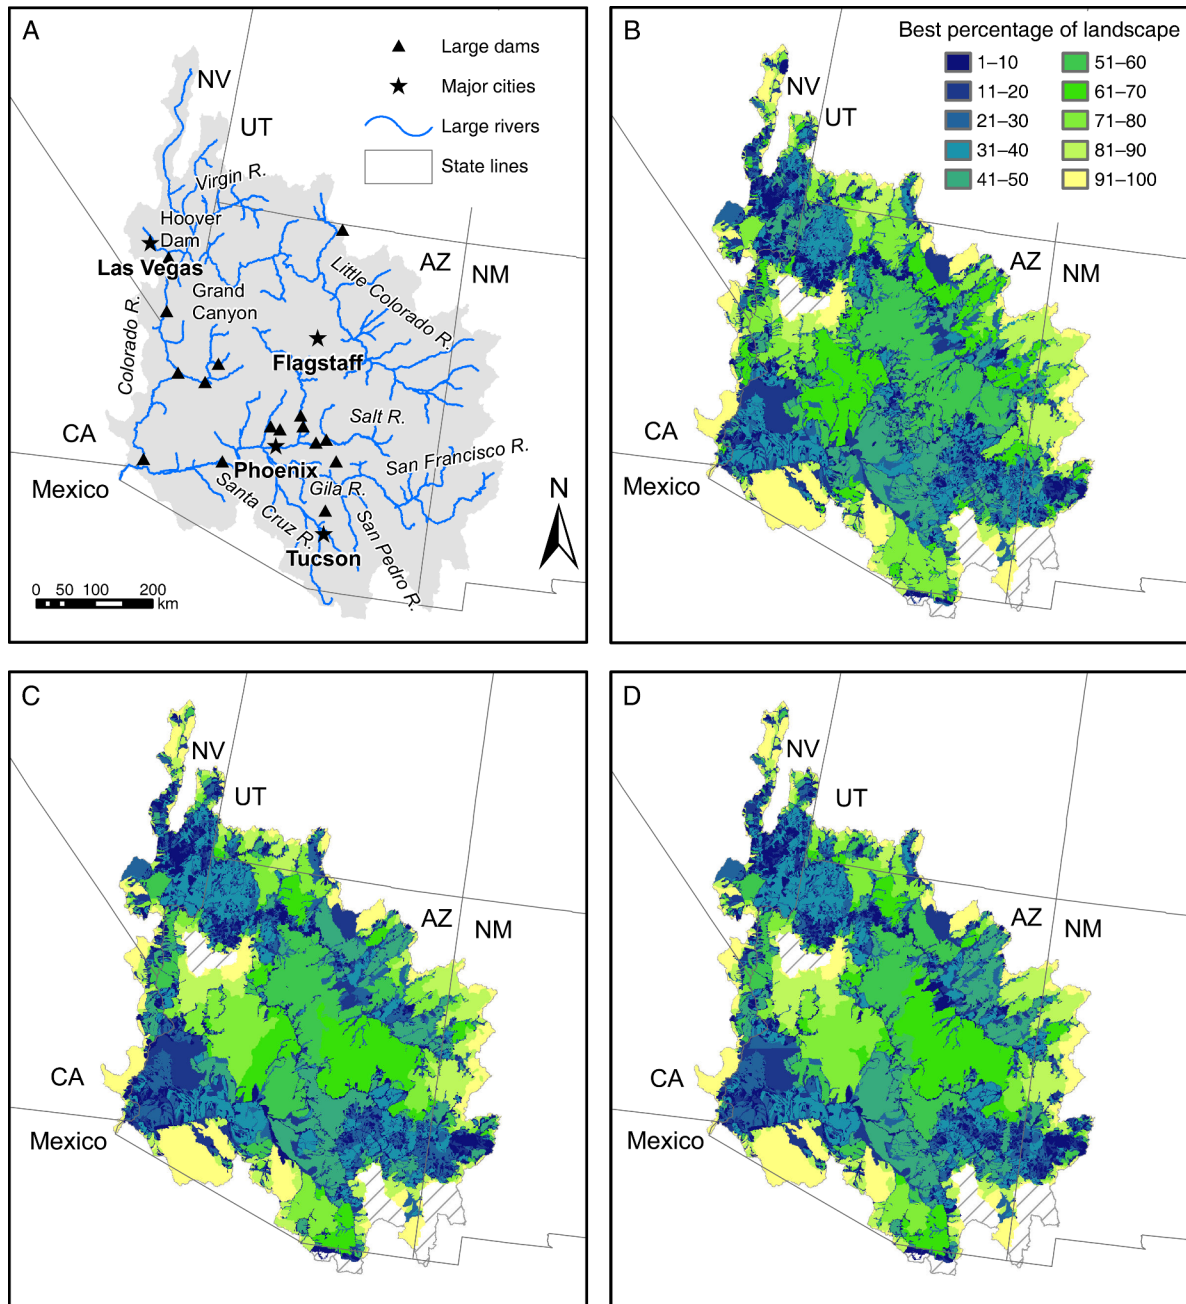 A
Large dams
Major cities
Large rivers
State lines
NV
UT
Virgin R.
Hoover
Dam
Las Vegas
Grand
Canyon
AZ
NM
Little Colorado R.
Colorado R.
Flagstaff
Salt R.
CA
San Francisco R.
Phoenix
Mexico
Gila R.
Santa Cruz R.
San Pedro R.
Tucson
N
0 50 100 200
km
B
Best percentage of landscape
1–10
11–20
21–30
31–40
41–50
51–60
61–70
71–80
81–90
91–100
NV
UT
AZ
NM
CA
Mexico
C
NV
UT
AZ
NM
CA
Mexico
D
NV
UT
AZ
NM
CA
Mexico